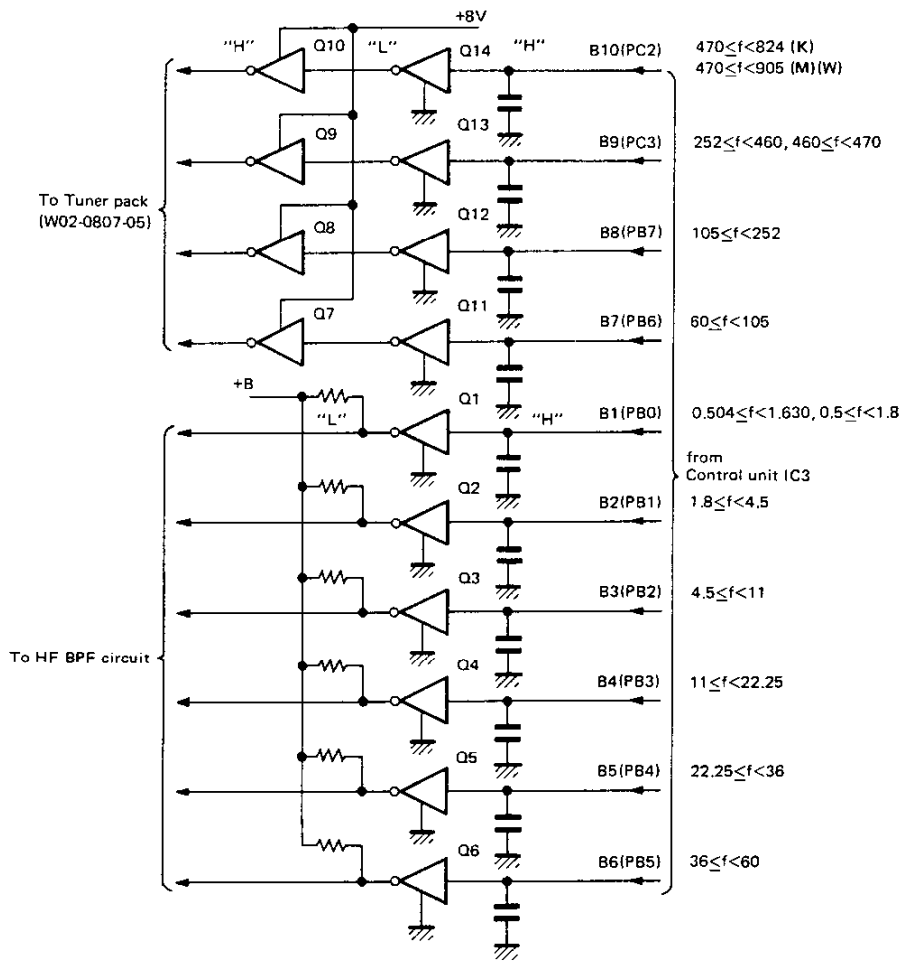 +8V
"H"
Q10
"L"
Q14
"H"
B10(PC2)
470≤f<824 (K)
470≤f<905 (M)(W)
Q9
Q13
B9(PC3)
252≤f<460, 460≤f<470
To Tuner pack
(W02-0807-05)
Q8
Q12
B8(PB7)
105≤f<252
Q7
Q11
B7(PB6)
60≤f<105
+B
"L"
Q1
"H"
B1(PB0)
0.504≤f<1.630, 0.5≤f<1.8
from
Control unit IC3
Q2
B2(PB1)
1.8≤f<4.5
Q3
B3(PB2)
4.5≤f<11
To HF BPF circuit
Q4
B4(PB3)
11≤f<22.25
Q5
B5(PB4)
22.25≤f<36
Q6
B6(PB5)
36≤f<60